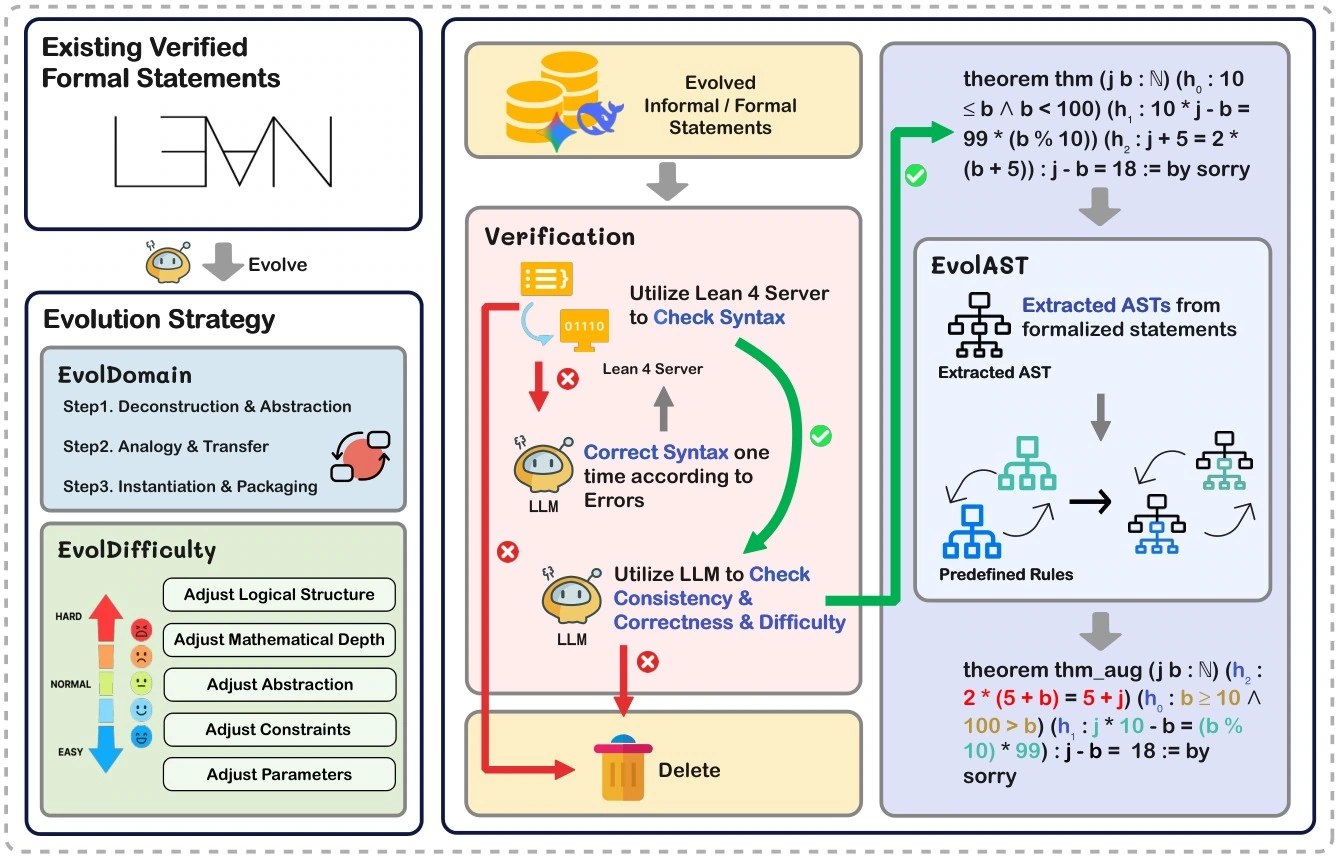 Existing Verified
Formal Statements
LEAN
Evolve
Evolution Strategy
EvolDomain
Step1. Deconstruction & Abstraction
Step2. Analogy & Transfer
Step3. Instantiation & Packaging
EvolDifficulty
HARD
NORMAL
EASY
Adjust Logical Structure
Adjust Mathematical Depth
Adjust Abstraction
Adjust Constraints
Adjust Parameters
Evolved
Informal / Formal
Statements
Verification
01110
Utilize Lean 4 Server
to Check Syntax
Lean 4 Server
Correct Syntax one
time according to
Errors
LLM
Utilize LLM to Check
Consistency &
Correctness & Difficulty
LLM
Delete
theorem thm (j b : ℕ) (h₀ : 10
≤ b ∧ b < 100) (h₁ : 10 * j - b =
99 * (b % 10)) (h₂ : j + 5 = 2 *
(b + 5)) : j - b = 18 := by sorry
EvolAST
Extracted ASTs from
formalized statements
Extracted AST
Predefined Rules
theorem thm_aug (j b : ℕ) (h₂ :
2 * (5 + b) = 5 + j) (h₀ : b ≥ 10 ∧
100 > b) (h₁ : j * 10 - b = (b %
10) * 99) : j - b = 18 := by
sorry